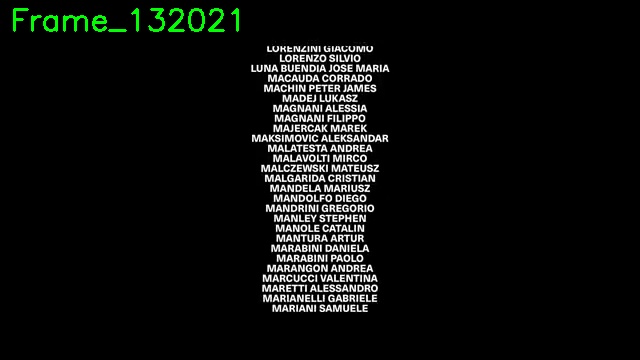 Frame_132021
LORENZINI GIACOMO
LORENZO SILVIO
LUNA BUENDIA JOSE MARIA
MACAUDA CORRADO
MACHIN PETER JAMES
MADEJ LUKASZ
MAGNANI ALESSIA
MAGNANI FILIPPO
MAJERCAK MAREK
MAKSIMOVIC ALEKSANDAR
MALATESTA ANDREA
MALAVOLTI MIRCO
MALCZEWSKI MATEUSZ
MALGARIDA CRISTIAN
MANDELA MARIUSZ
MANDOLFO DIEGO
MANDRINI GREGORIO
MANLEY STEPHEN
MANOLE CATALIN
MANTURA ARTUR
MARABINI DANIELA
MARABINI PAOLO
MARANGON ANDREA
MARCUCCI VALENTINA
MARETTI ALESSANDRO
MARIANELLI GABRIELE
MARIANI SAMUELE